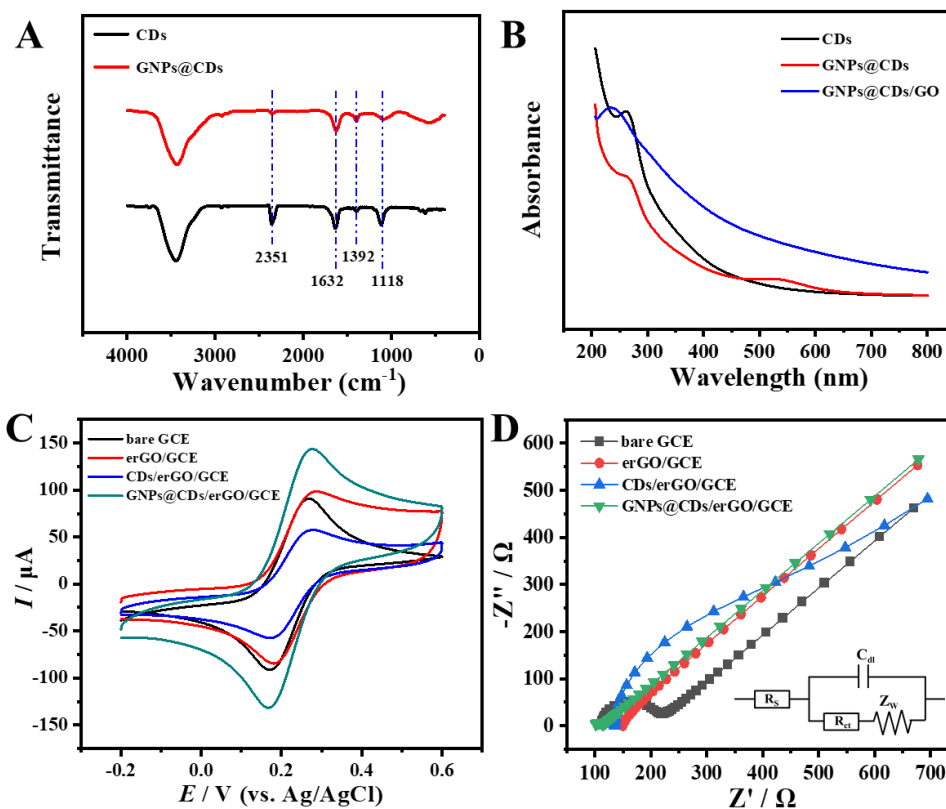 A
CDs
GNPs@CDs
Transmittance
2351
1632
1392
1118
4000
3000
2000
1000
0
Wavenumber (cm⁻¹)
B
CDs
GNPs@CDs
GNPs@CDs/GO
Absorbance
200
300
400
500
600
700
800
Wavelength (nm)
C
bare GCE
erGO/GCE
CDs/erGO/GCE
GNPs@CDs/erGO/GCE
I / µA
150
100
50
0
-50
-100
-150
-0.2
0.0
0.2
0.4
0.6
E / V (vs. Ag/AgCl)
D
bare GCE
erGO/GCE
CDs/erGO/GCE
GNPs@CDs/erGO/GCE
-Z" / Ω
-600
-500
-400
-300
-200
-100
0
Cdl
RS
Rct
ZW
100
200
300
400
500
600
700
Z' / Ω